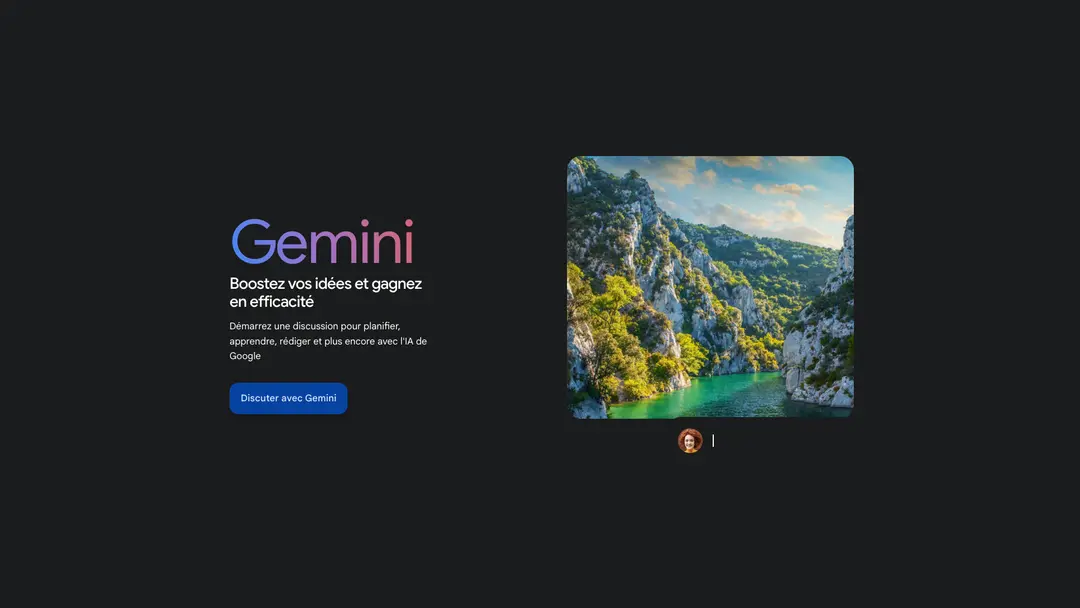 Gemini
Boostez vos idées et gagnez
en efficacité
Démarrez une discussion pour planifier,
apprendre, rédiger et plus encore avec l'IA de
Google
Discuter avec Gemini